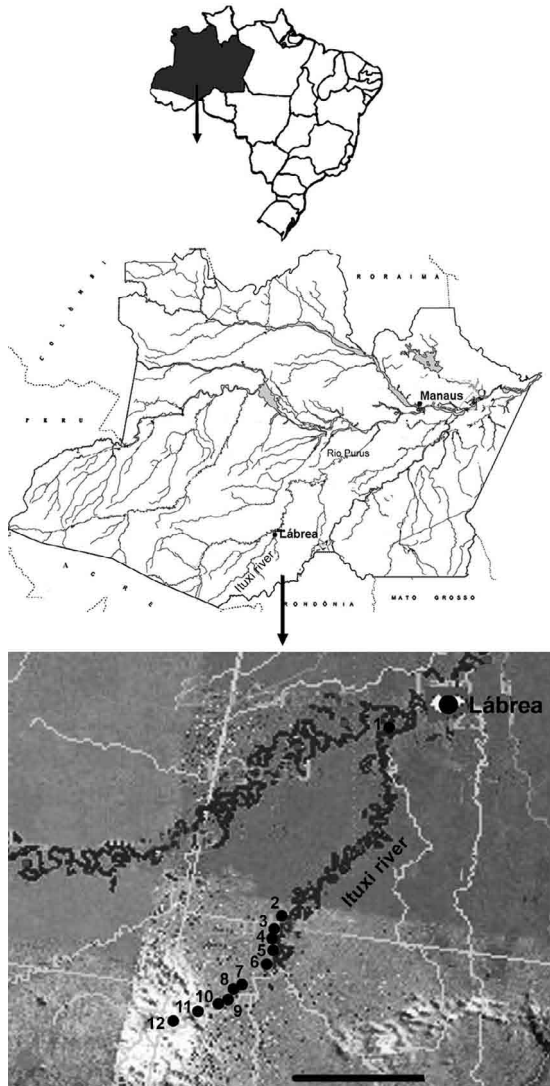 COLÔMBIA
RORAIMA
PERU
Manaus
Rio Purus
Lábrea
Ituxi river
ACRE
RONDÔNIA
MATO GROSSO
Lábrea
1
Ituxi river
2
3
4
5
6
7
8
9
10
11
12